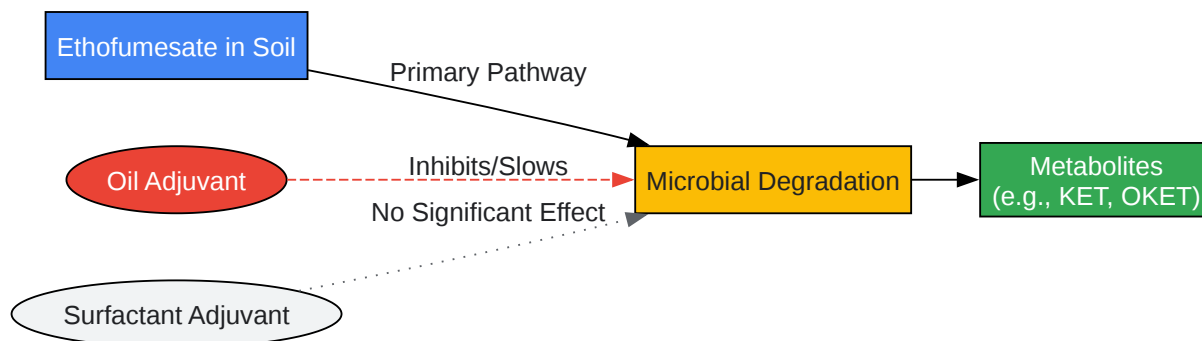 Ethofumesate in Soil
Primary Pathway
Oil Adjuvant
Inhibits/Slows
Microbial Degradation
Metabolites
(e.g., KET, OKET)
No Significant Effect
Surfactant Adjuvant